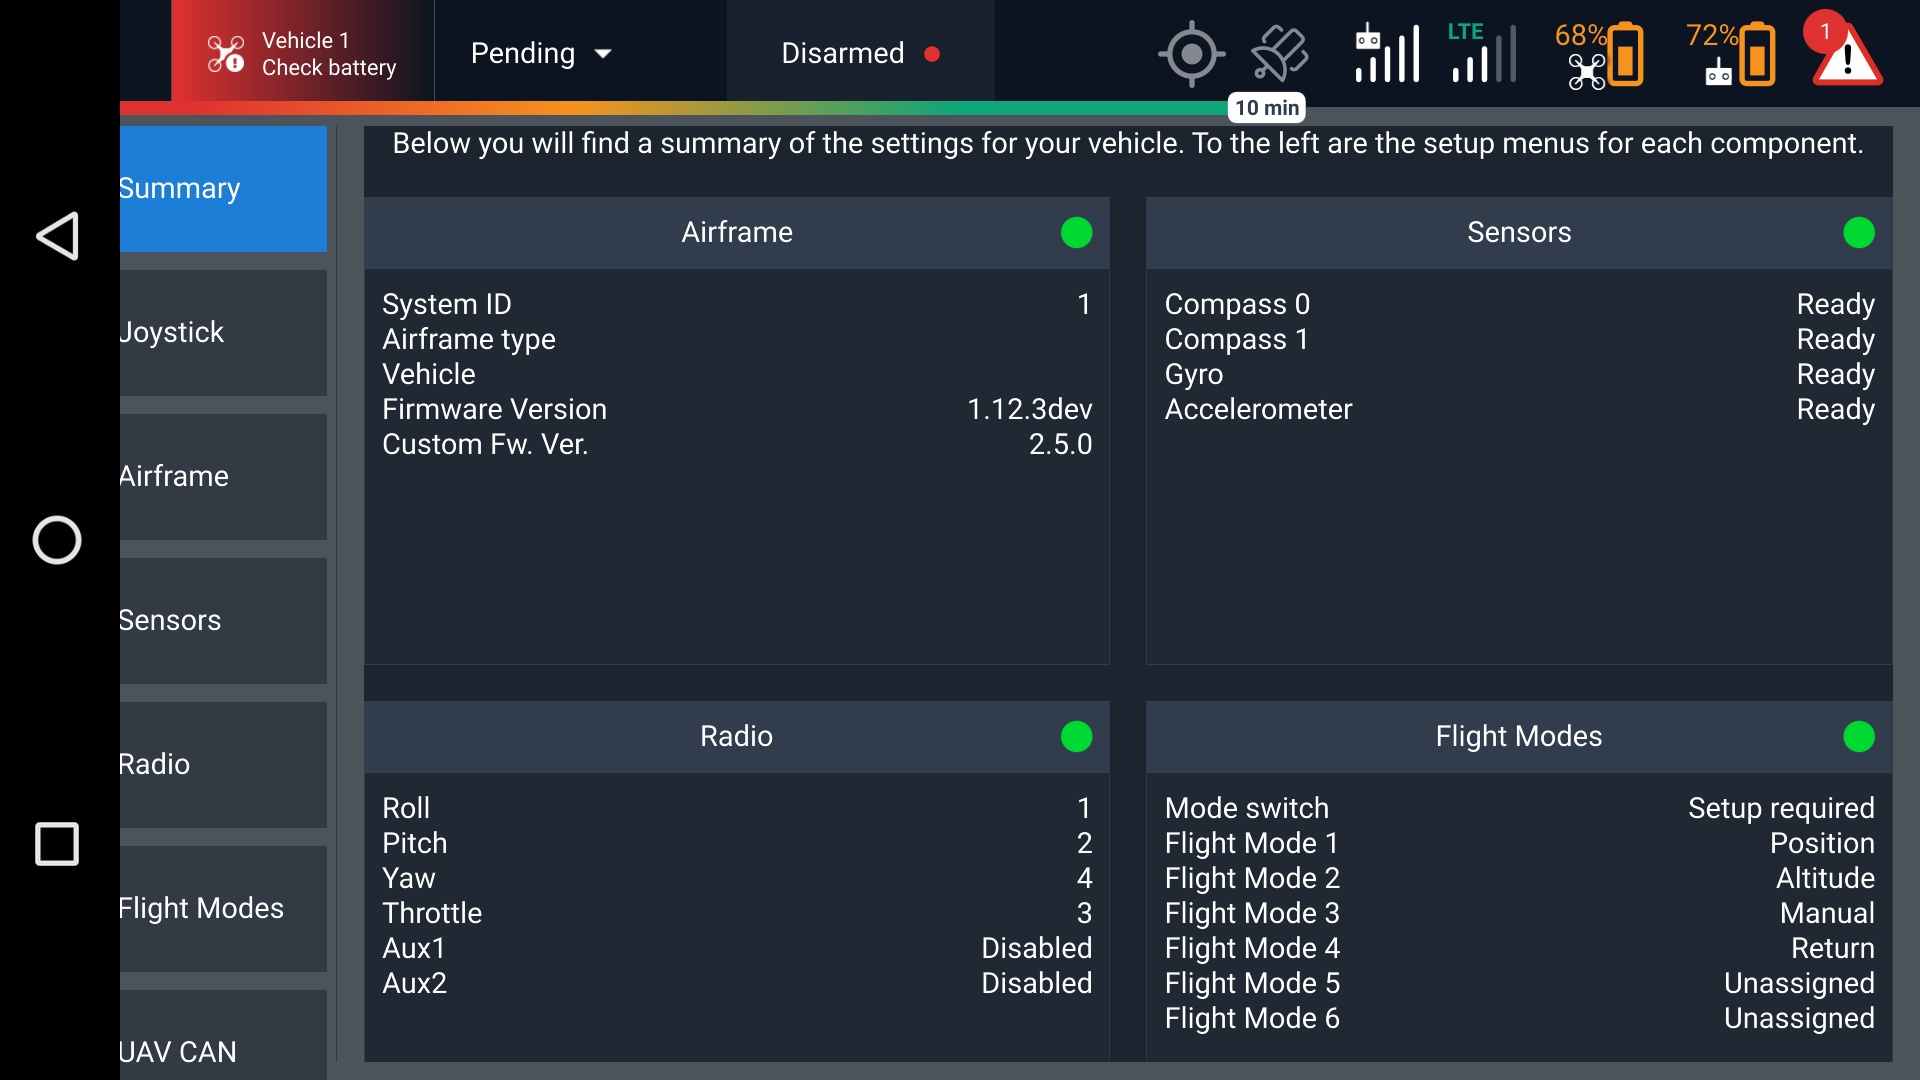 Vehicle 1
Check battery
Pending
Disarmed
LTE
68%
72%
1
10 min
Below you will find a summary of the settings for your vehicle. To the left are the setup menus for each component.
Summary
Joystick
Airframe
Sensors
Radio
Flight Modes
UAV CAN
Airframe
System ID 1
Airframe type
Vehicle
Firmware Version 1.12.3dev
Custom Fw. Ver. 2.5.0
Sensors
Compass 0 Ready
Compass 1 Ready
Gyro Ready
Accelerometer Ready
Radio
Roll 1
Pitch 2
Yaw 4
Throttle 3
Aux1 Disabled
Aux2 Disabled
Flight Modes
Mode switch Setup required
Flight Mode 1 Position
Flight Mode 2 Altitude
Flight Mode 3 Manual
Flight Mode 4 Return
Flight Mode 5 Unassigned
Flight Mode 6 Unassigned